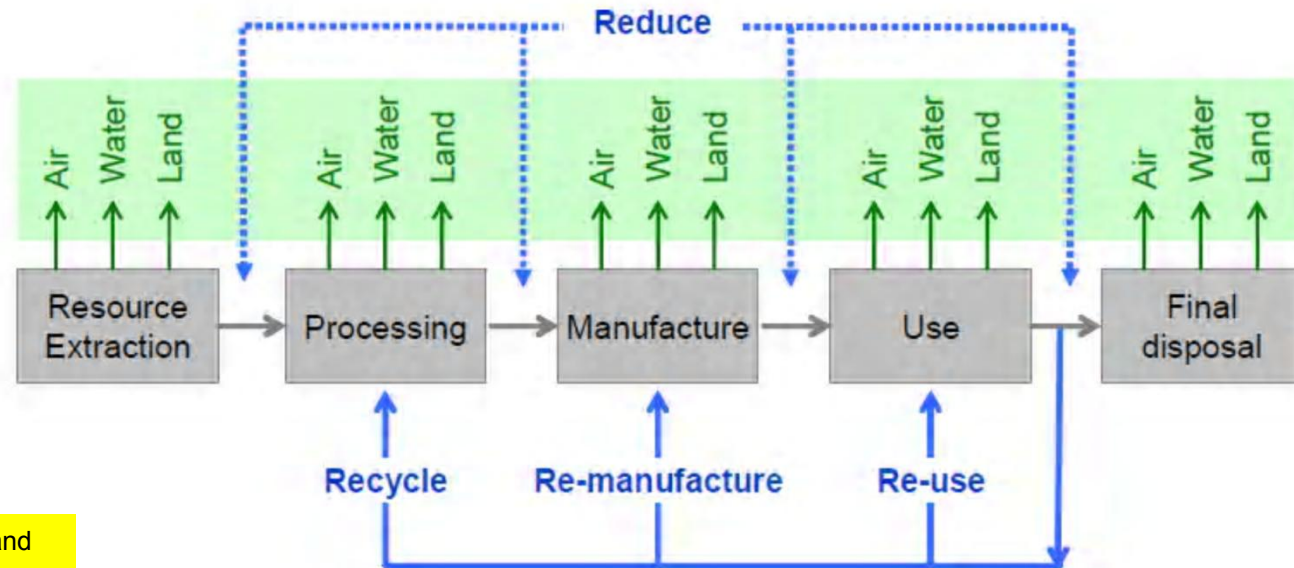 Reduce
Air Water Land
Air Water Land
Air Water Land
Air Water Land
Air Water Land
Resource
Extraction
Processing
Manufacture
Use
Final
disposal
Recycle
Re-manufacture
Re-use
and